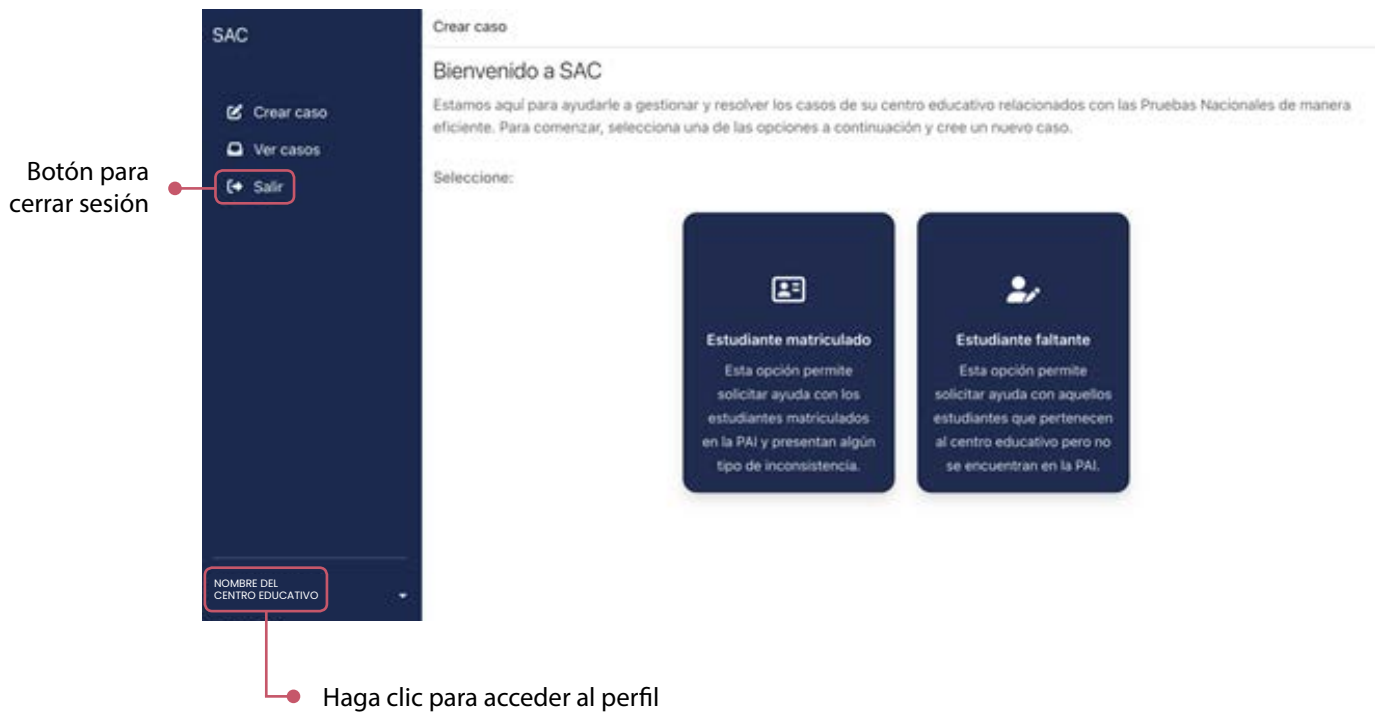 SAC
Crear caso
Ver casos
Salir
Botón para
cerrar sesión
NOMBRE DEL
CENTRO EDUCATIVO
Haga clic para acceder al perfil
Crear caso
Bienvenido a SAC
Estamos aquí para ayudarle a gestionar y resolver los casos de su centro educativo relacionados con las Pruebas Nacionales de manera
eficiente. Para comenzar, selecciona una de las opciones a continuación y cree un nuevo caso.
Seleccione:
Estudiante matriculado
Esta opción permite
solicitar ayuda con los
estudiantes matriculados
en la PAI y presentan algún
tipo de inconsistencia.
Estudiante faltante
Esta opción permite
solicitar ayuda con aquellos
estudiantes que pertenecen
al centro educativo pero no
se encuentran en la PAI.